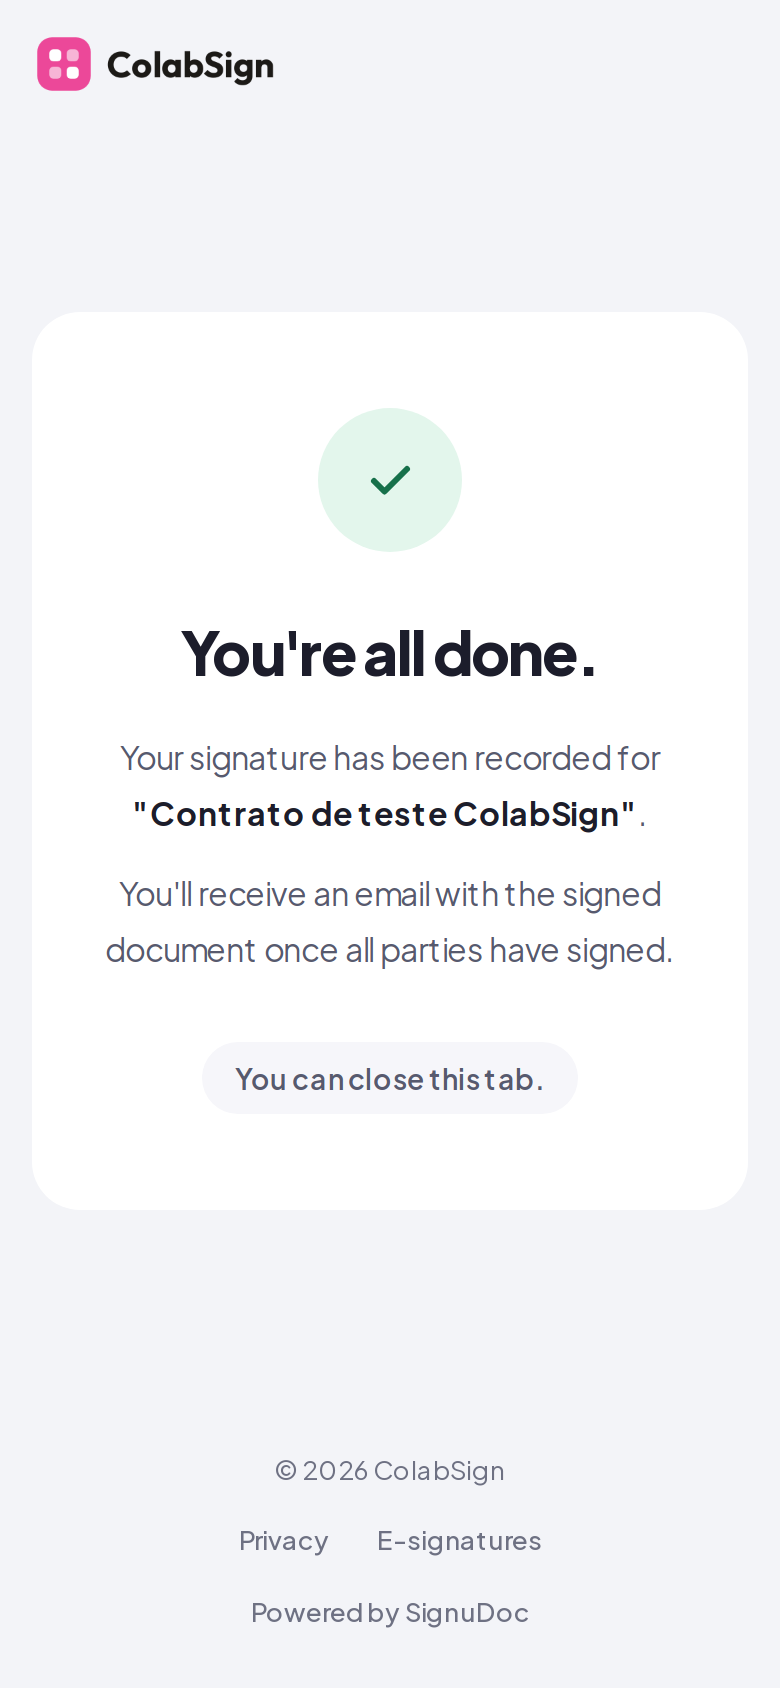 ColabSign
You're all done.
Your signature has been recorded for
"Contrato de teste ColabSign".
You'll receive an email with the signed
document once all parties have signed.
You can close this tab.
© 2026 ColabSign
Privacy E-signatures
Powered by SignuDoc